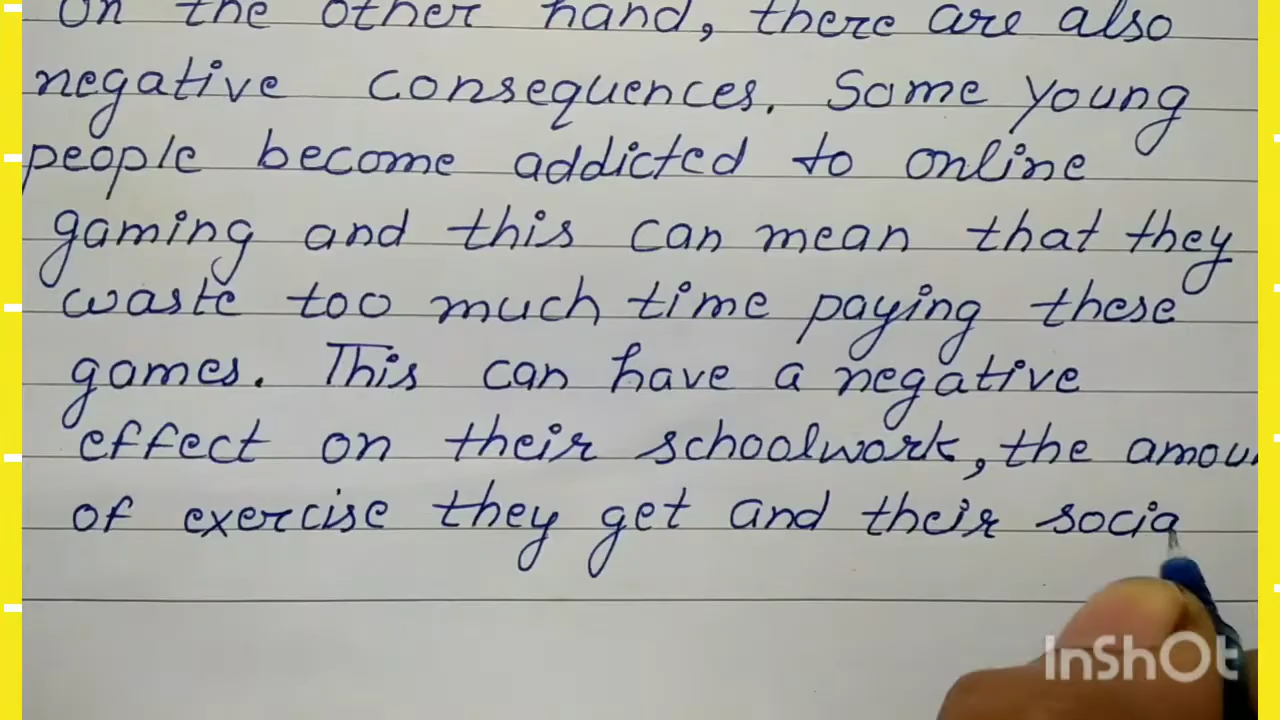 On the other hand, there are also
negative consequences. Some young
people become addicted to online
gaming and this can mean that they
waste too much time paying these
games. This can have a negative
effect on their schoolwork, the amou
of exercise they get and their socia
InShOt